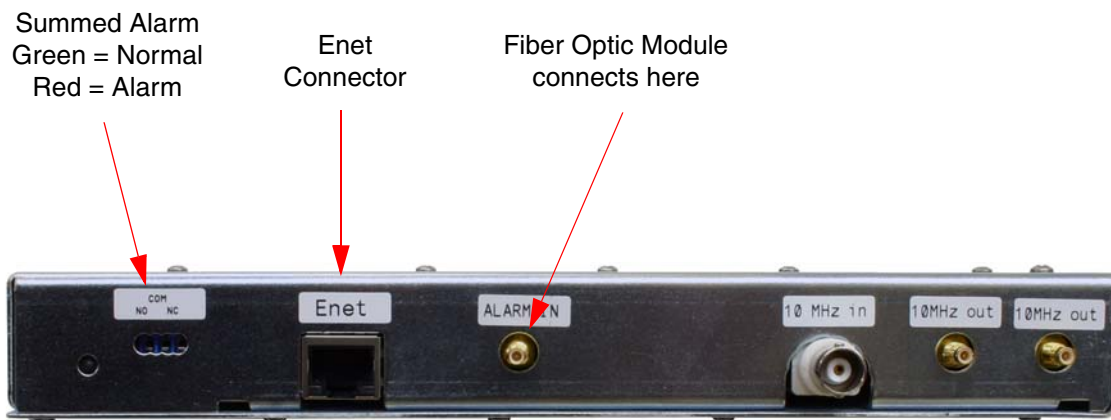 Summed Alarm
Green = Normal
Red = Alarm
Enet
Connector
Fiber Optic Module
connects here
COM
NO NC
Enet
ALARM IN
10 MHz in
10MHz out
10MHz out